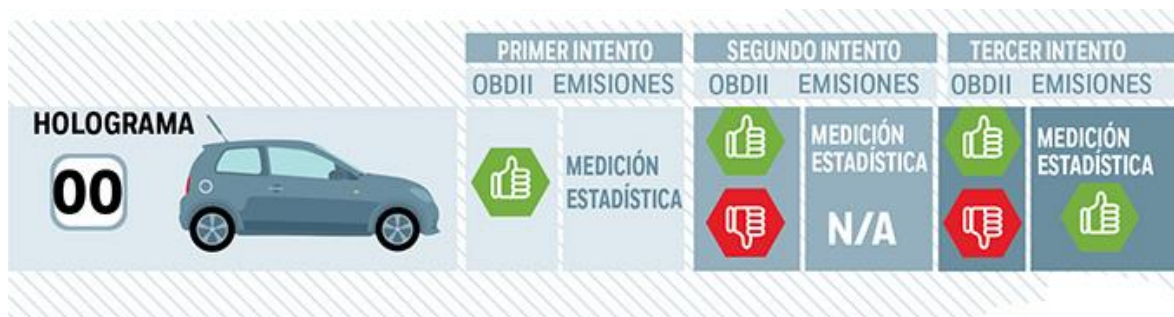 PRIMER INTENTO SEGUNDO INTENTO TERCER INTENTO
OBDII EMISIONES OBDII EMISIONES OBDII EMISIONES
HOLOGRAMA
00
MEDICIÓN
ESTADÍSTICA
MEDICIÓN
ESTADÍSTICA
N/A
MEDICIÓN
ESTADÍSTICA